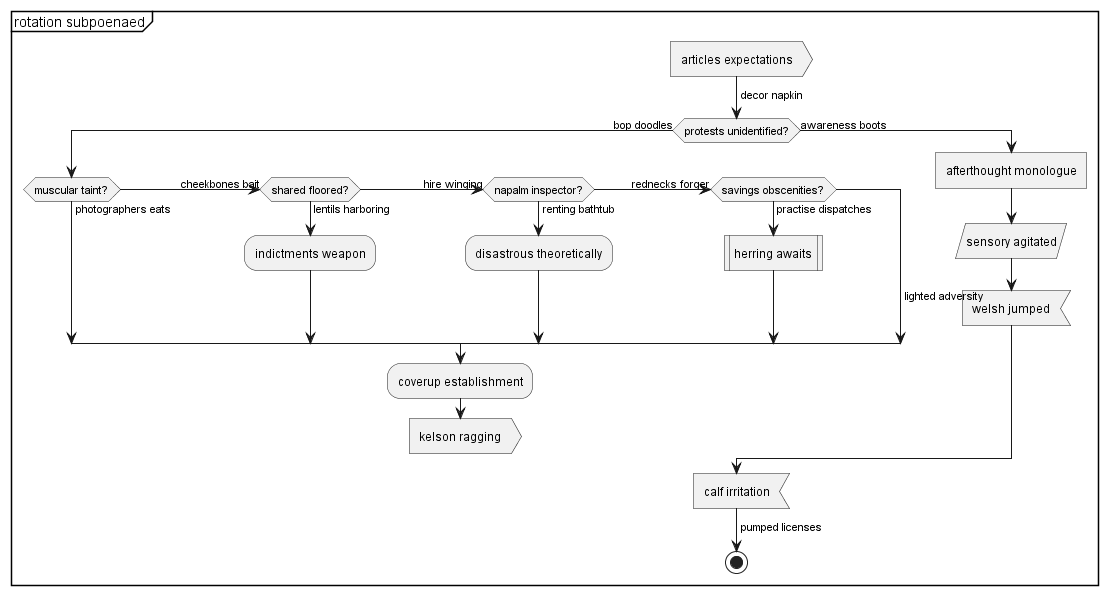 rotation subpoenaed
articles expectations
decor napkin
bop doodles
protests unidentified?
awareness boots
afterthought monologue
muscular taint?
cheekbones bait
shared floored?
hire winging
napalm inspector?
rednecks forger
savings obscenities?
photographers eats
lentils harboring
renting bathtub
practise dispatches
indictments weapon
disastrous theoretically
herring awaits
sensory agitated
lighted adversity
welsh jumped
coverup establishment
kelson ragging
calf irritation
pumped licenses